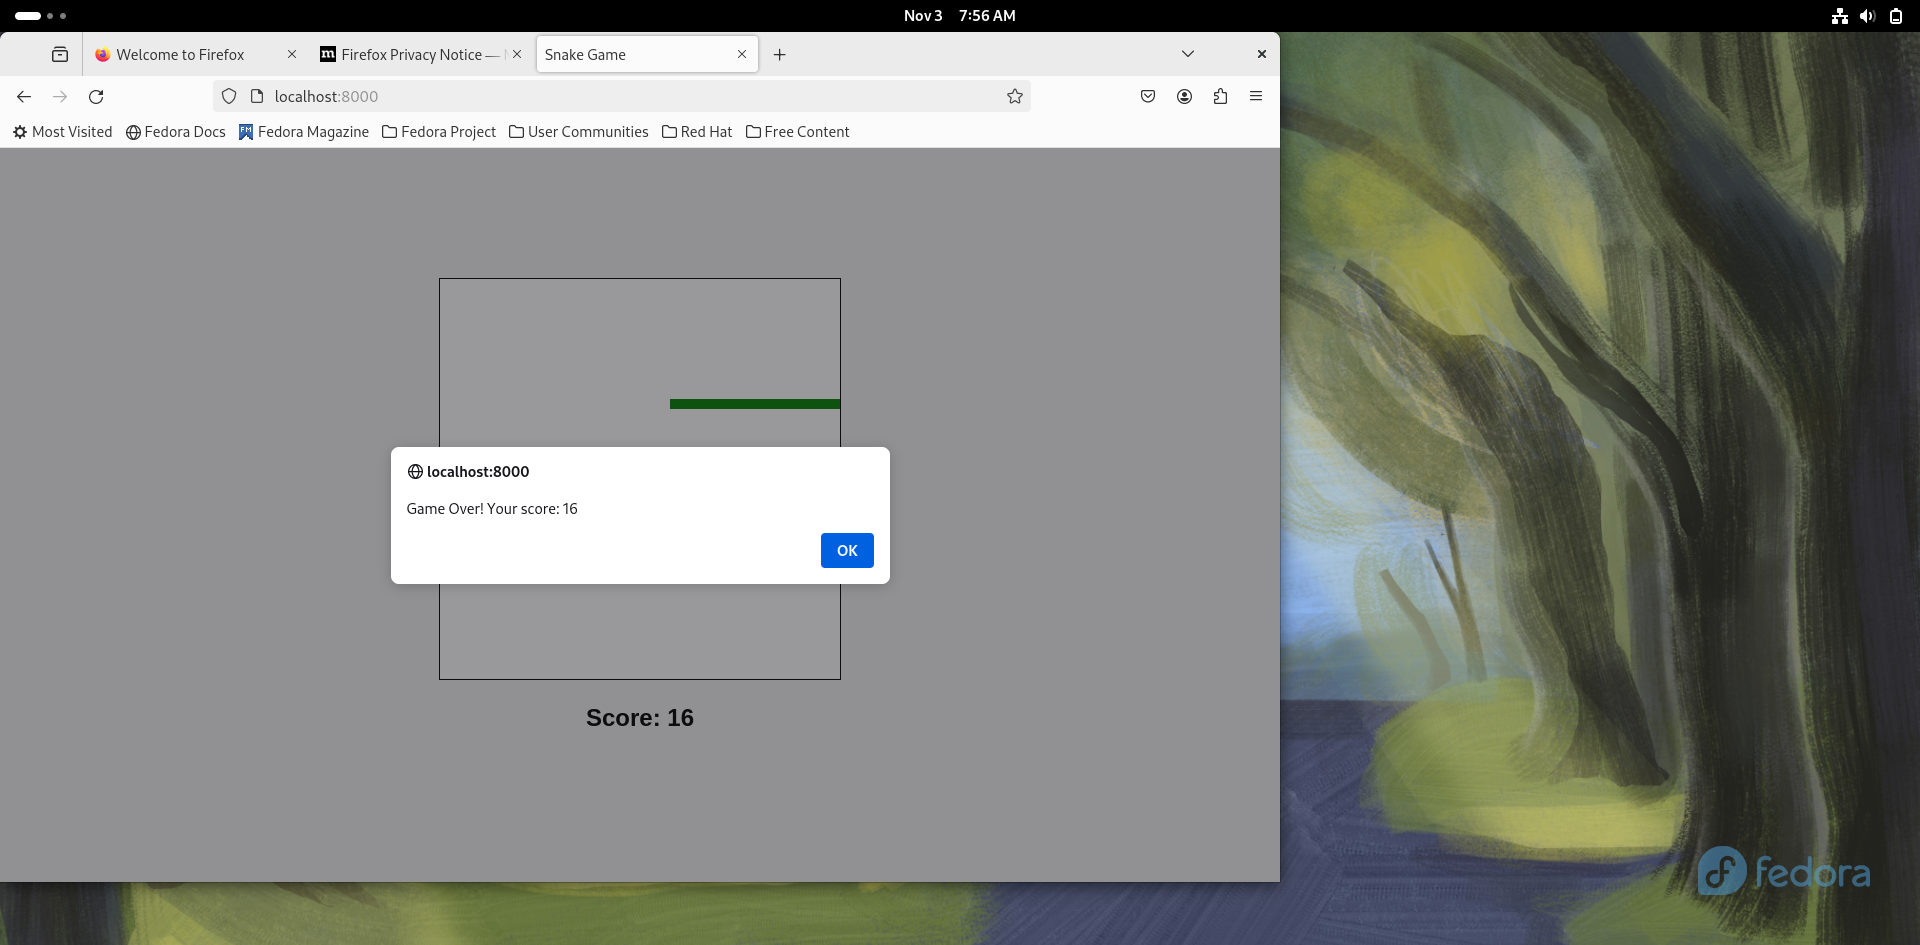 Nov 3 7:56 AM
Welcome to Firefox
Firefox Privacy Notice —
Snake Game
localhost:8000
Most Visited
Fedora Docs
FM
Fedora Magazine
Fedora Project
User Communities
Red Hat
Free Content
localhost:8000
Game Over! Your score: 16
OK
Score: 16
fedora